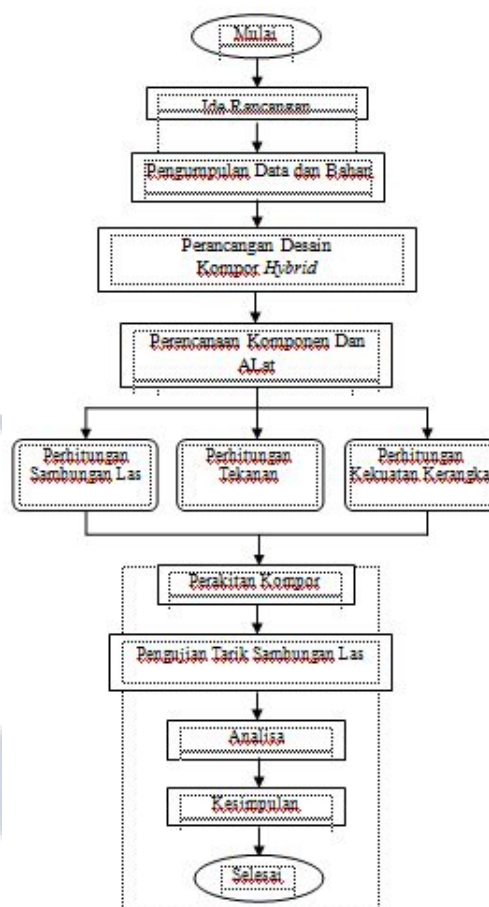 Mulai
Ide Rancangan
Pengumpulan Data dan Bahan
Perancangan Desain
Kompor Hybrid
Perencanaan Komponen Dan
ALat
Perhitungan
Sambungan Las
Perhitungan
Tekanan
Perhitungan
Kekuatan Kerangka
Perakitan Kompor
Pengujian Tarik Sambungan Las
Analisa
Kesimpulan
Selesai